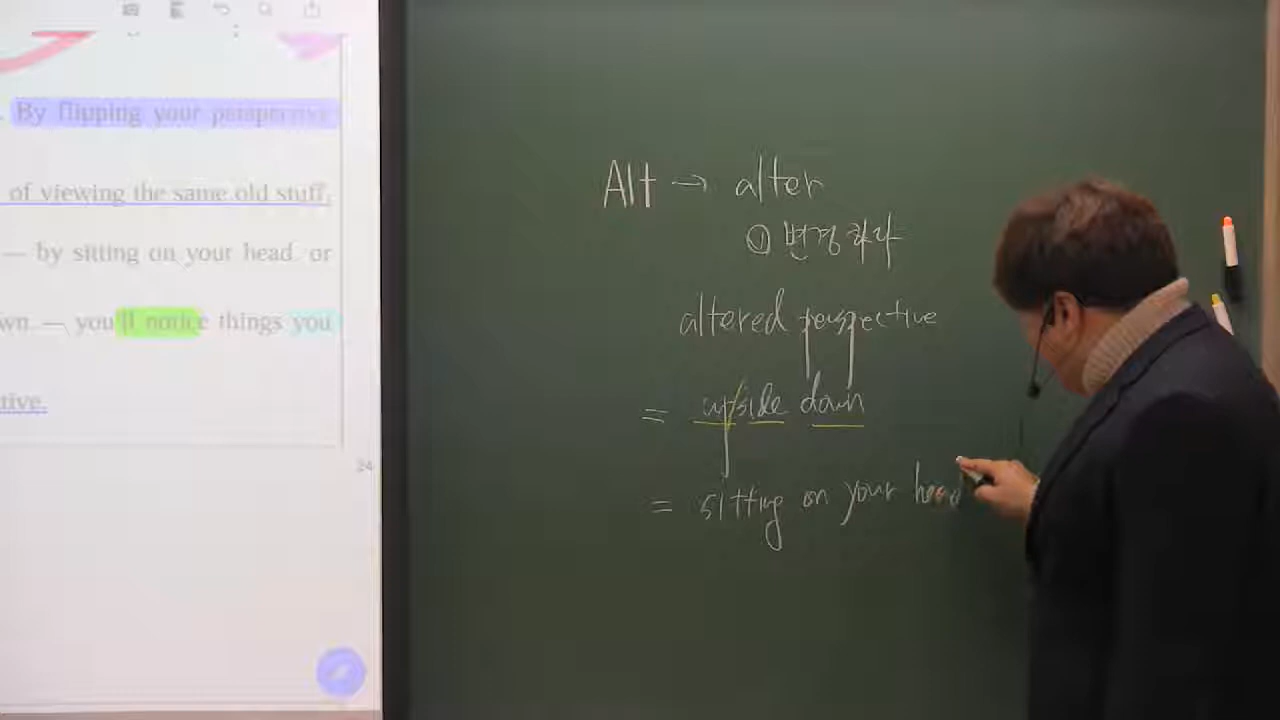 . By flipping your perspective
of viewing the same old stuff,
— by sitting on your head or
wn — you'll notice things you
tive.
24
Alt → alter
① 변경하다
altered perspective
= upside down
= sitting on your head